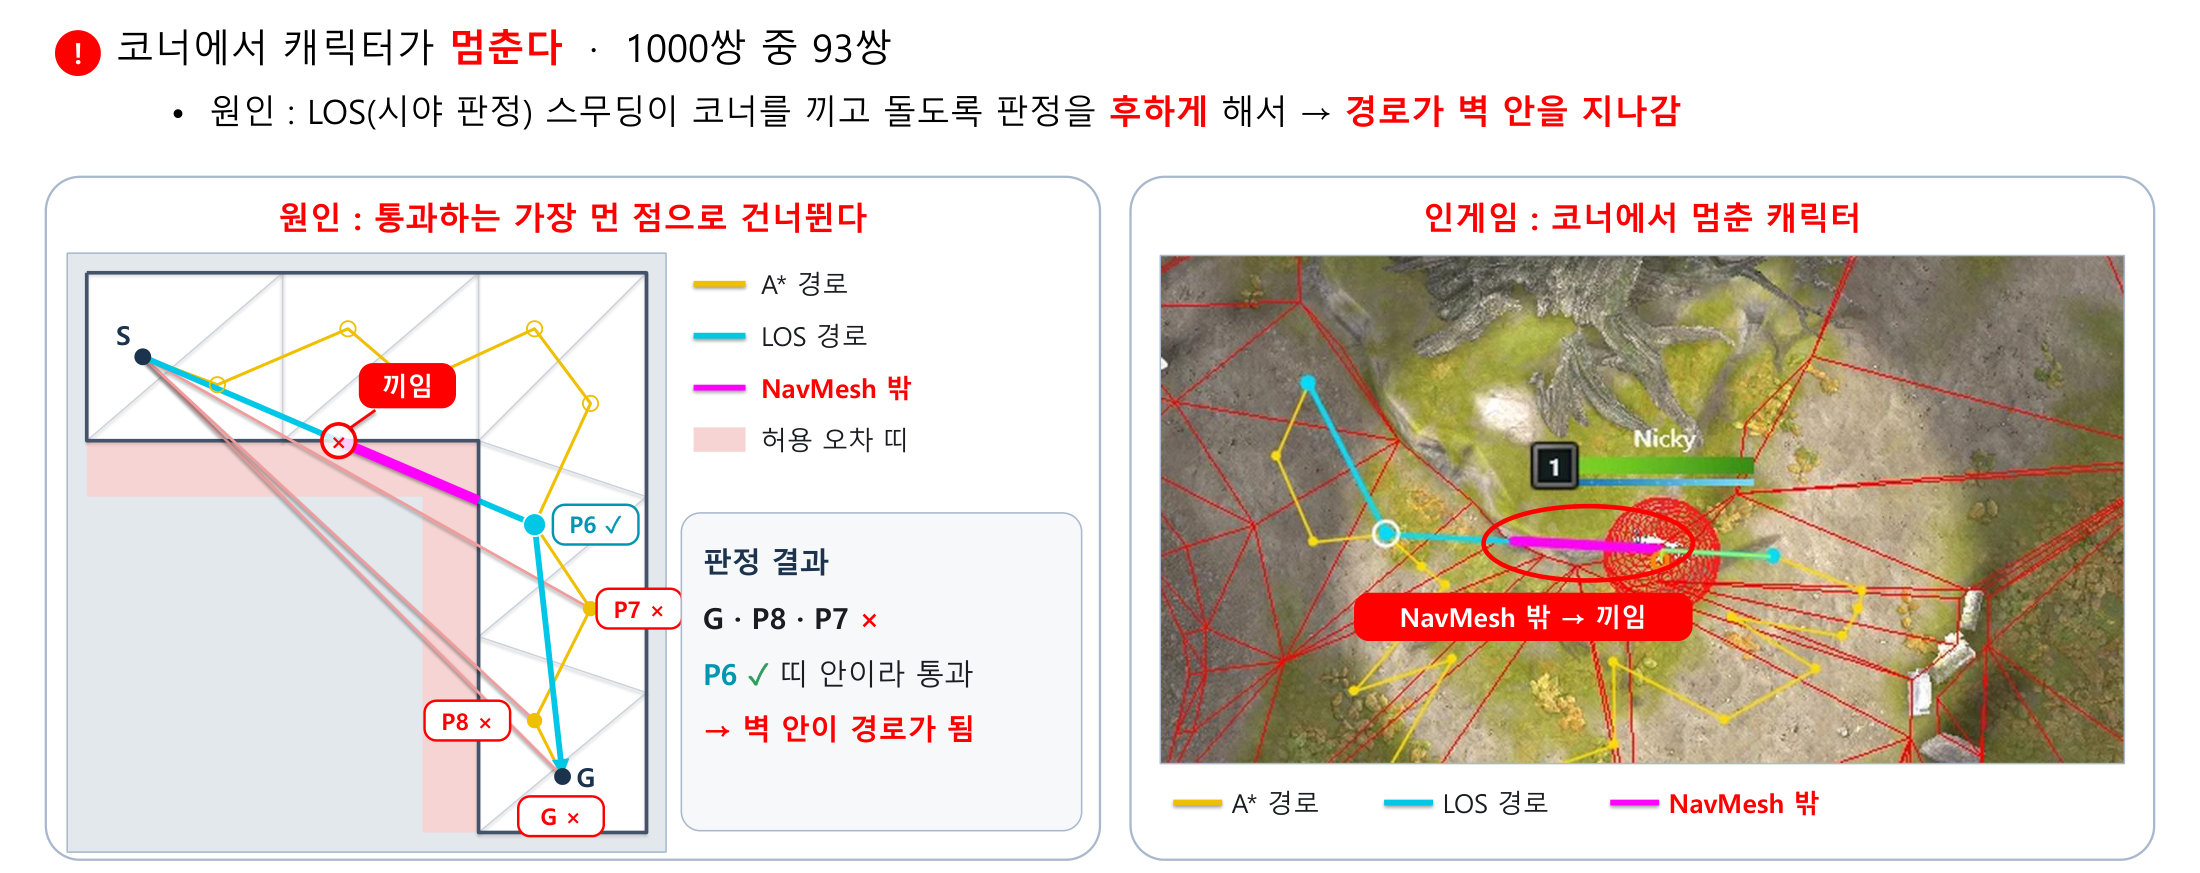 ! 코너에서 캐릭터가 멈춘다 · 1000쌍 중 93쌍
• 원인 : LOS(시야 판정) 스무딩이 코너를 끼고 돌도록 판정을 후하게 해서 → 경로가 벽 안을 지나감
원인 : 통과하는 가장 먼 점으로 건너뛴다
S
끼임
×
P6 ✓
P7 ×
P8 ×
G
G ×
A* 경로
LOS 경로
NavMesh 밖
허용 오차 띠
판정 결과
G · P8 · P7 ×
P6 ✓ 띠 안이라 통과
→ 벽 안이 경로가 됨
인게임 : 코너에서 멈춘 캐릭터
Nicky
1
NavMesh 밖 → 끼임
A* 경로
LOS 경로
NavMesh 밖